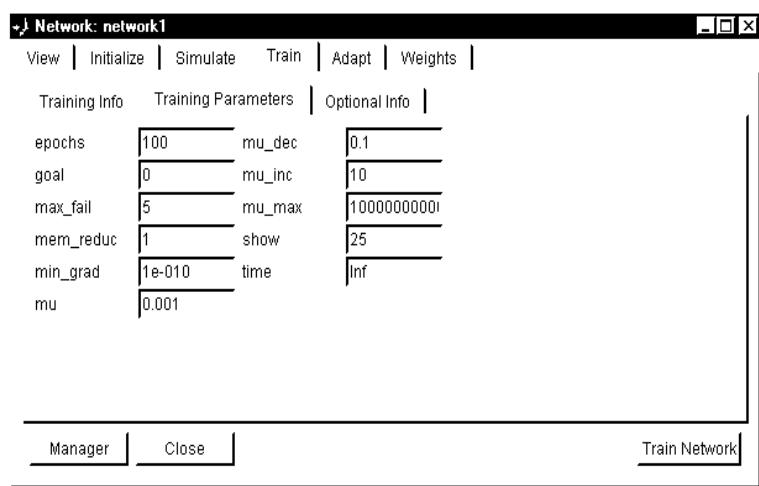 Network: network1
View Initialize Simulate Train Adapt Weights
Training Info Training Parameters Optional Info
epochs 100 mu_dec 0.1
goal 0 mu_inc 10
max_fail 5 mu_max 1000000000
mem_reduc 1 show 25
min_grad 1e-010 time Inf
mu 0.001
Manager Close Train Network